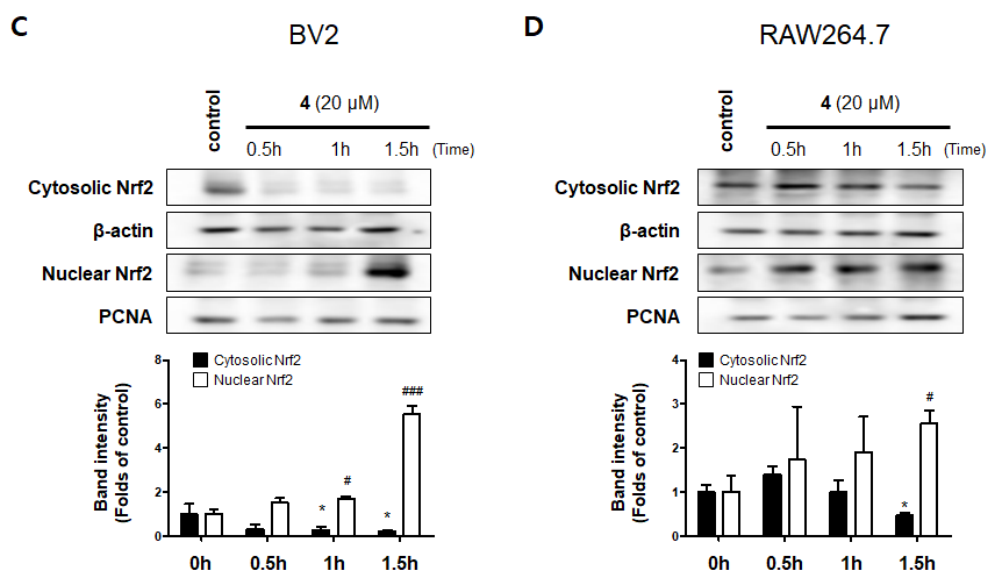 C
BV2
control
4 (20 μM)
0.5h 1h 1.5h (Time)
Cytosolic Nrf2
β-actin
Nuclear Nrf2
PCNA
Cytosolic Nrf2
Nuclear Nrf2
Band intensity
(Folds of control)
8
6
4
2
0
*
#
*
###
0h 0.5h 1h 1.5h
D
RAW264.7
control
4 (20 μM)
0.5h 1h 1.5h (Time)
Cytosolic Nrf2
β-actin
Nuclear Nrf2
PCNA
Cytosolic Nrf2
Nuclear Nrf2
Band intensity
(Folds of control)
4
3
2
1
0
*
#
0h 0.5h 1h 1.5h